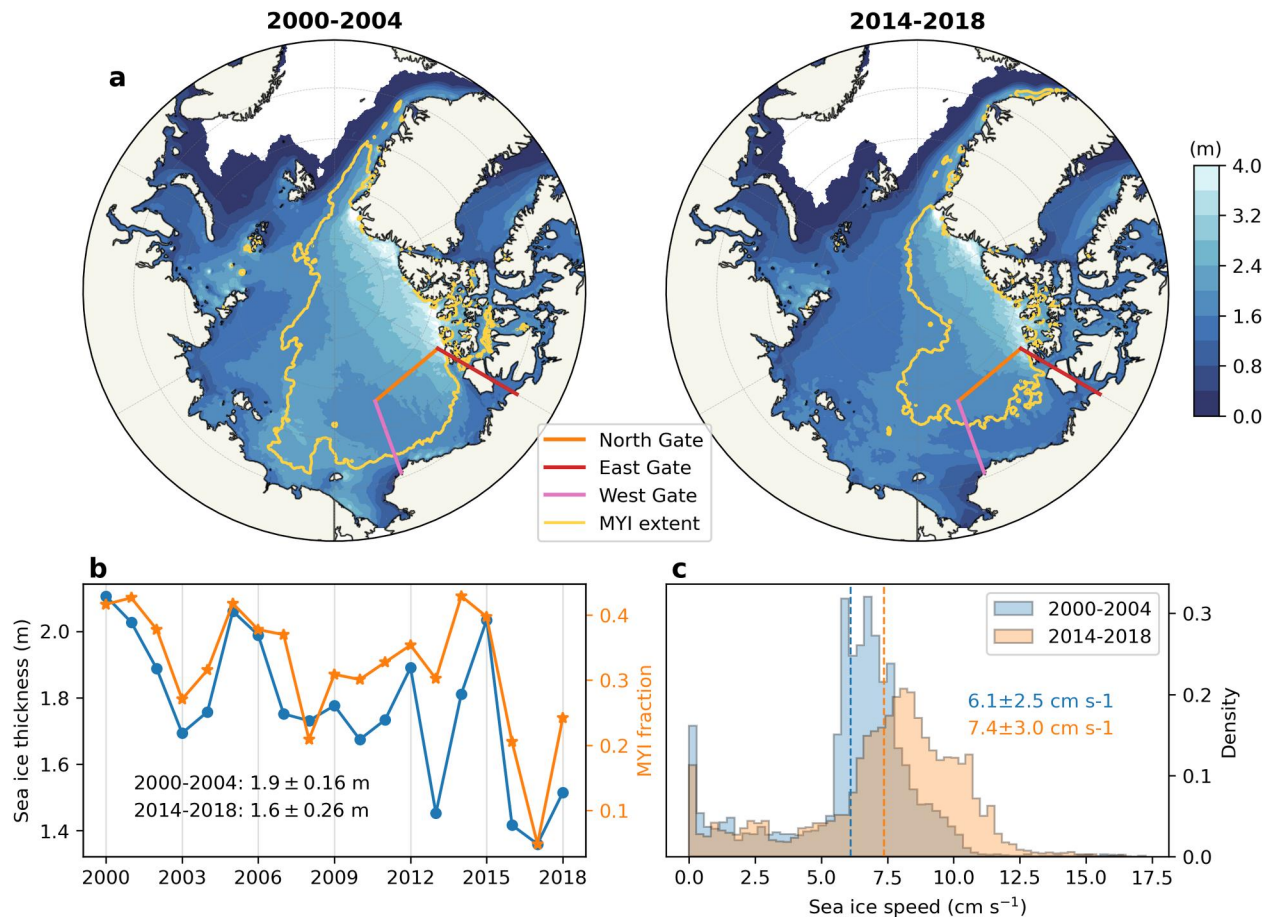 2000-2004
2014-2018
a
(m)
4.0
3.2
2.4
1.6
0.8
0.0
North Gate
East Gate
West Gate
MYI extent
b
Sea ice thickness (m)
2.0
1.8
1.6
1.4
2000-2004: 1.9 ± 0.16 m
2014-2018: 1.6 ± 0.26 m
2000 2003 2006 2009 2012 2015 2018
0.4
0.3
0.2
0.1
MYI fraction
c
2000-2004
2014-2018
6.1±2.5 cm s-1
7.4±3.0 cm s-1
0.3
0.2
0.1
0.0
Density
0.0 2.5 5.0 7.5 10.0 12.5 15.0 17.5
Sea ice speed (cm s⁻¹)